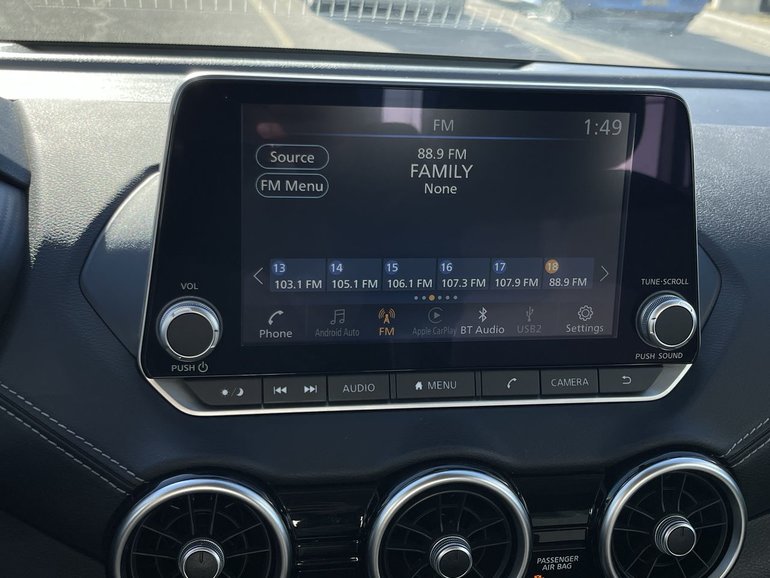 FM
1:49
Source
88.9 FM
FAMILY
FM Menu
None
13 14 15 16 17 18
103.1 FM 105.1 FM 106.1 FM 107.3 FM 107.9 FM 88.9 FM
VOL
TUNE·SCROLL
Phone Android Auto FM Apple CarPlay BT Audio USB2 Settings
PUSH
PUSH SOUND
AUDIO MENU CAMERA
PASSENGER
AIR BAG